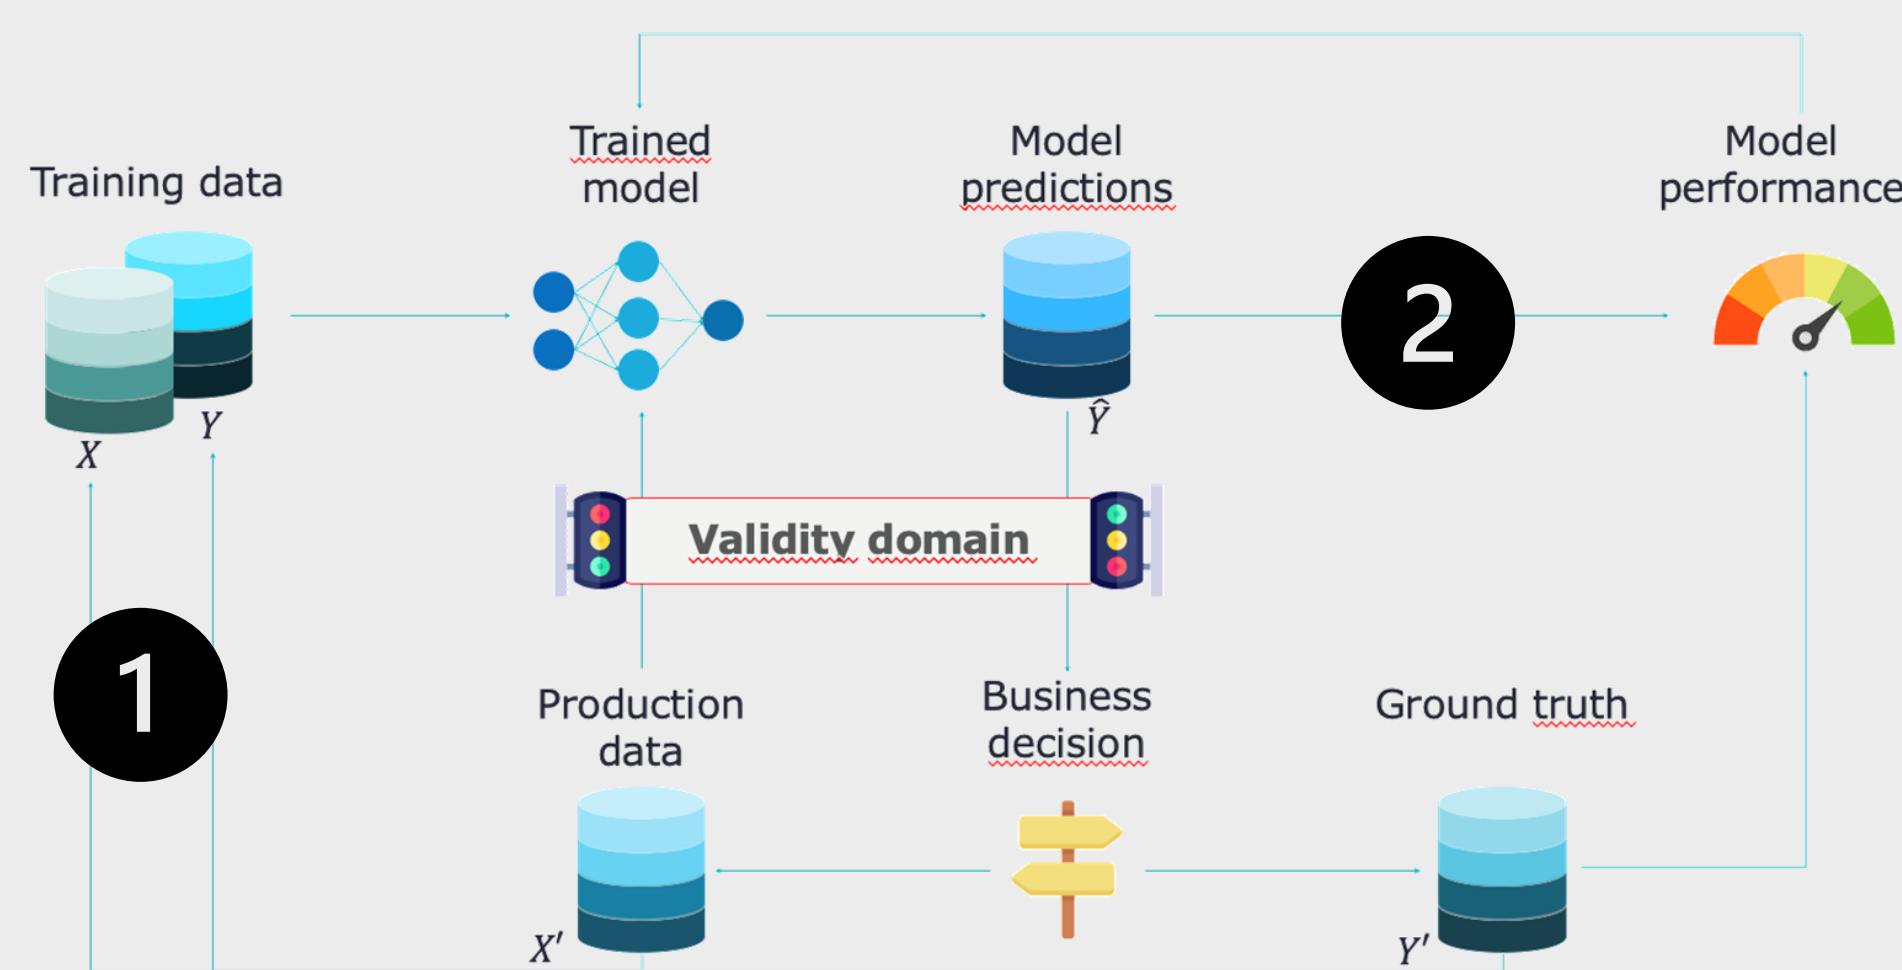 Training data
Trained
model
Model
predictions
Model
performance
2
X
Y
Ŷ
Validity domain
1
Production
data
Business
decision
Ground truth
X′
Y′